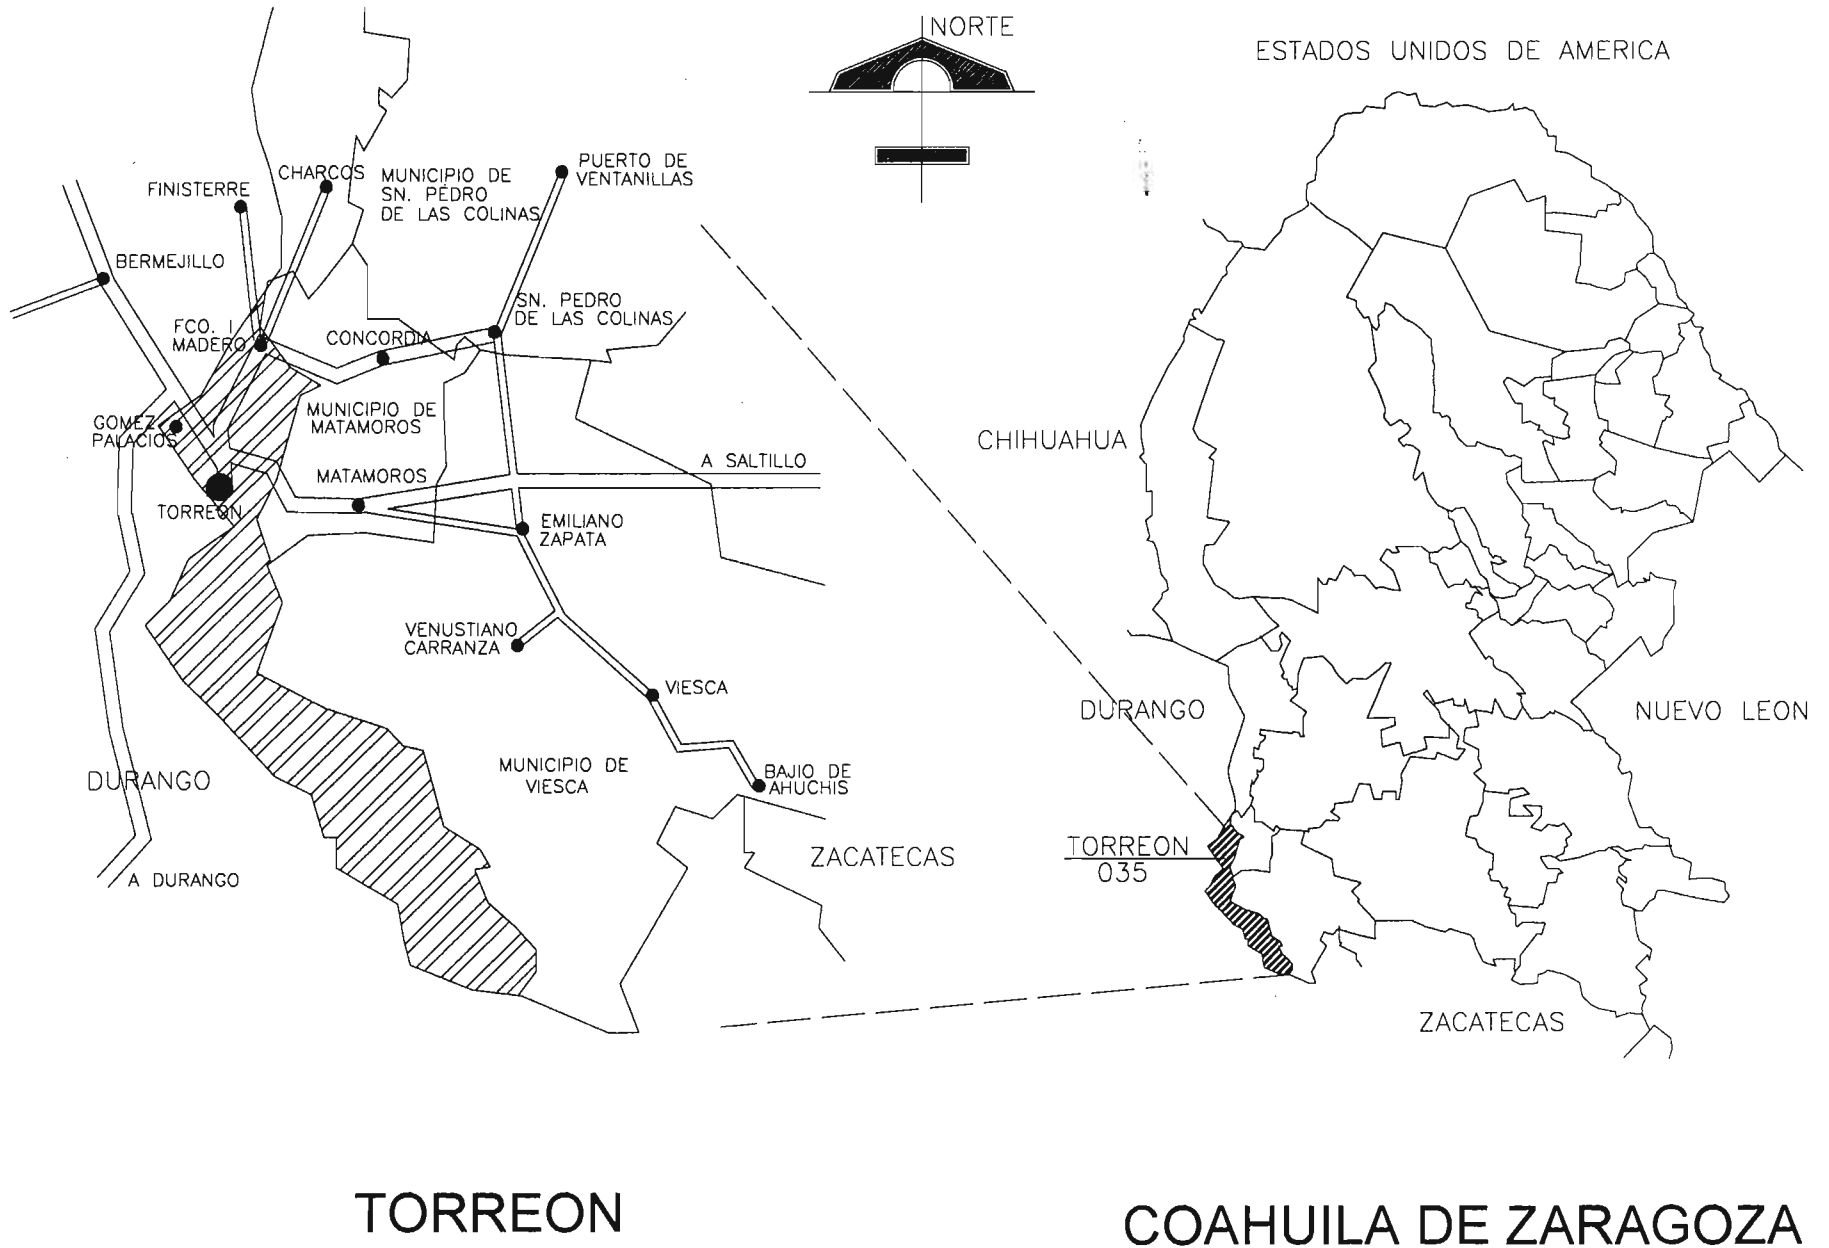 NORTE
ESTADOS UNIDOS DE AMERICA
CHARCOS
FINISTERRE
MUNICIPIO DE
SN. PEDRO
DE LAS COLINAS
PUERTO DE
VENTANILLAS
BERMEJILLO
SN. PEDRO
DE LAS COLINAS
FCO. I
MADERO
CONCORDIA
GOMEZ
PALACIOS
MUNICIPIO DE
MATAMOROS
MATAMOROS
A SALTILLO
TORREON
EMILIANO
ZAPATA
VENUSTIANO
CARRANZA
VIESCA
MUNICIPIO DE
VIESCA
BAJIO DE
AHUCHIS
DURANGO
A DURANGO
ZACATECAS
CHIHUAHUA
DURANGO
NUEVO LEON
TORREON
035
ZACATECAS
TORREON
COAHUILA DE ZARAGOZA